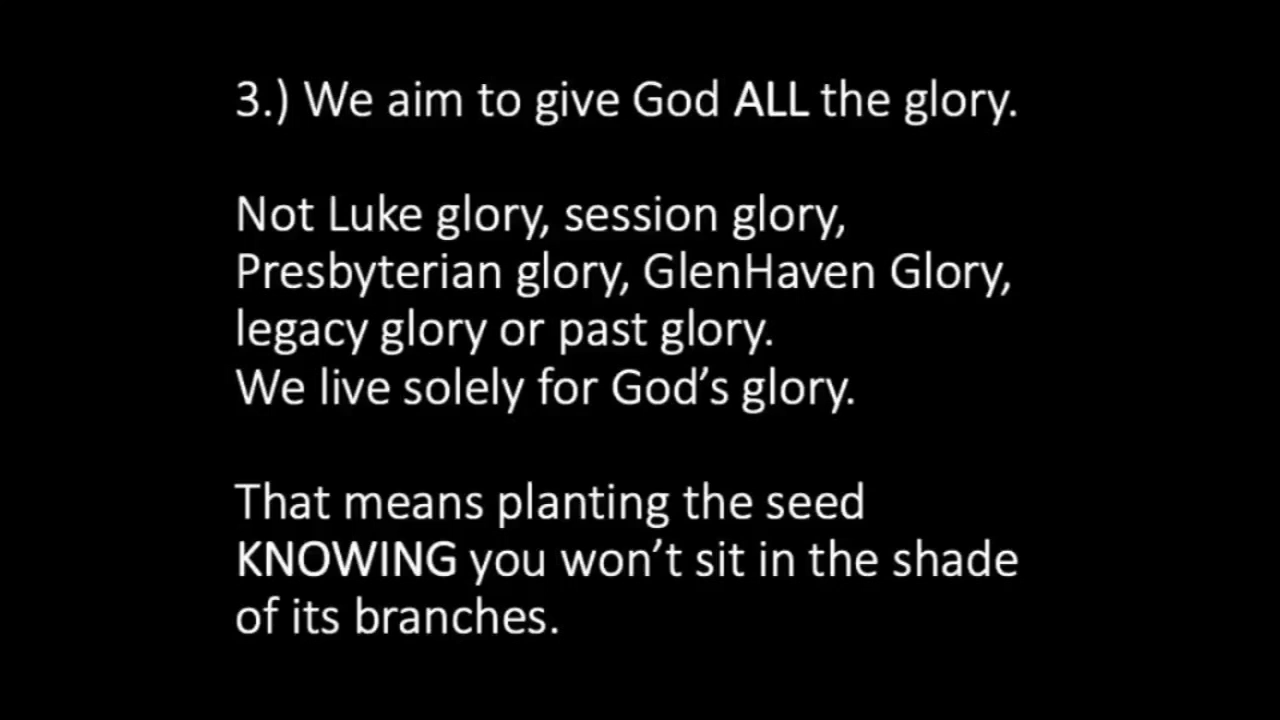 3.) We aim to give God ALL the glory.
Not Luke glory, session glory,
Presbyterian glory, GlenHaven Glory,
legacy glory or past glory.
We live solely for God’s glory.
That means planting the seed
KNOWING you won’t sit in the shade
of its branches.